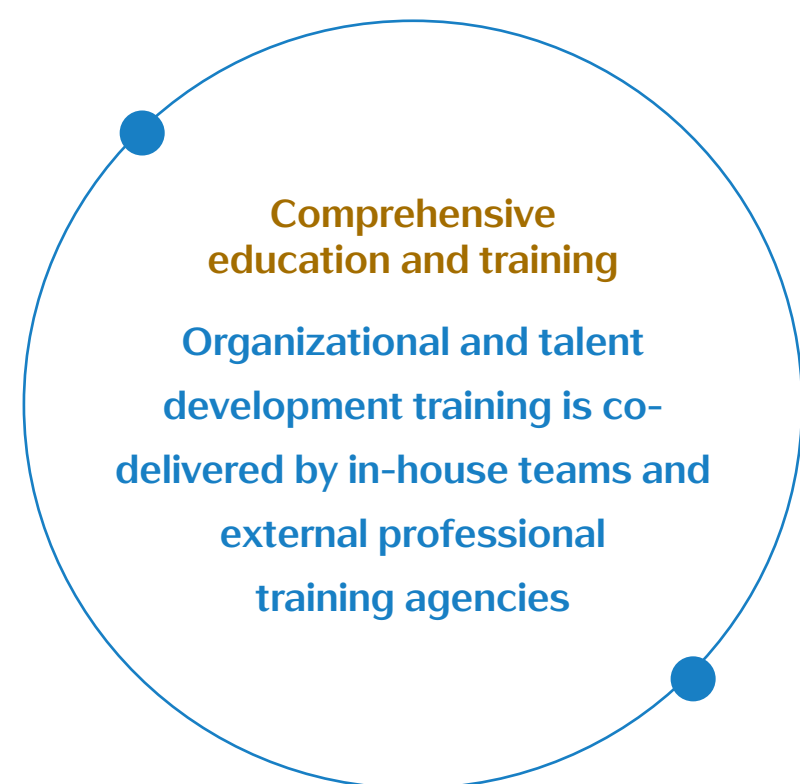 Comprehensive
education and training
Organizational and talent
development training is co-
delivered by in-house teams and
external professional
training agencies